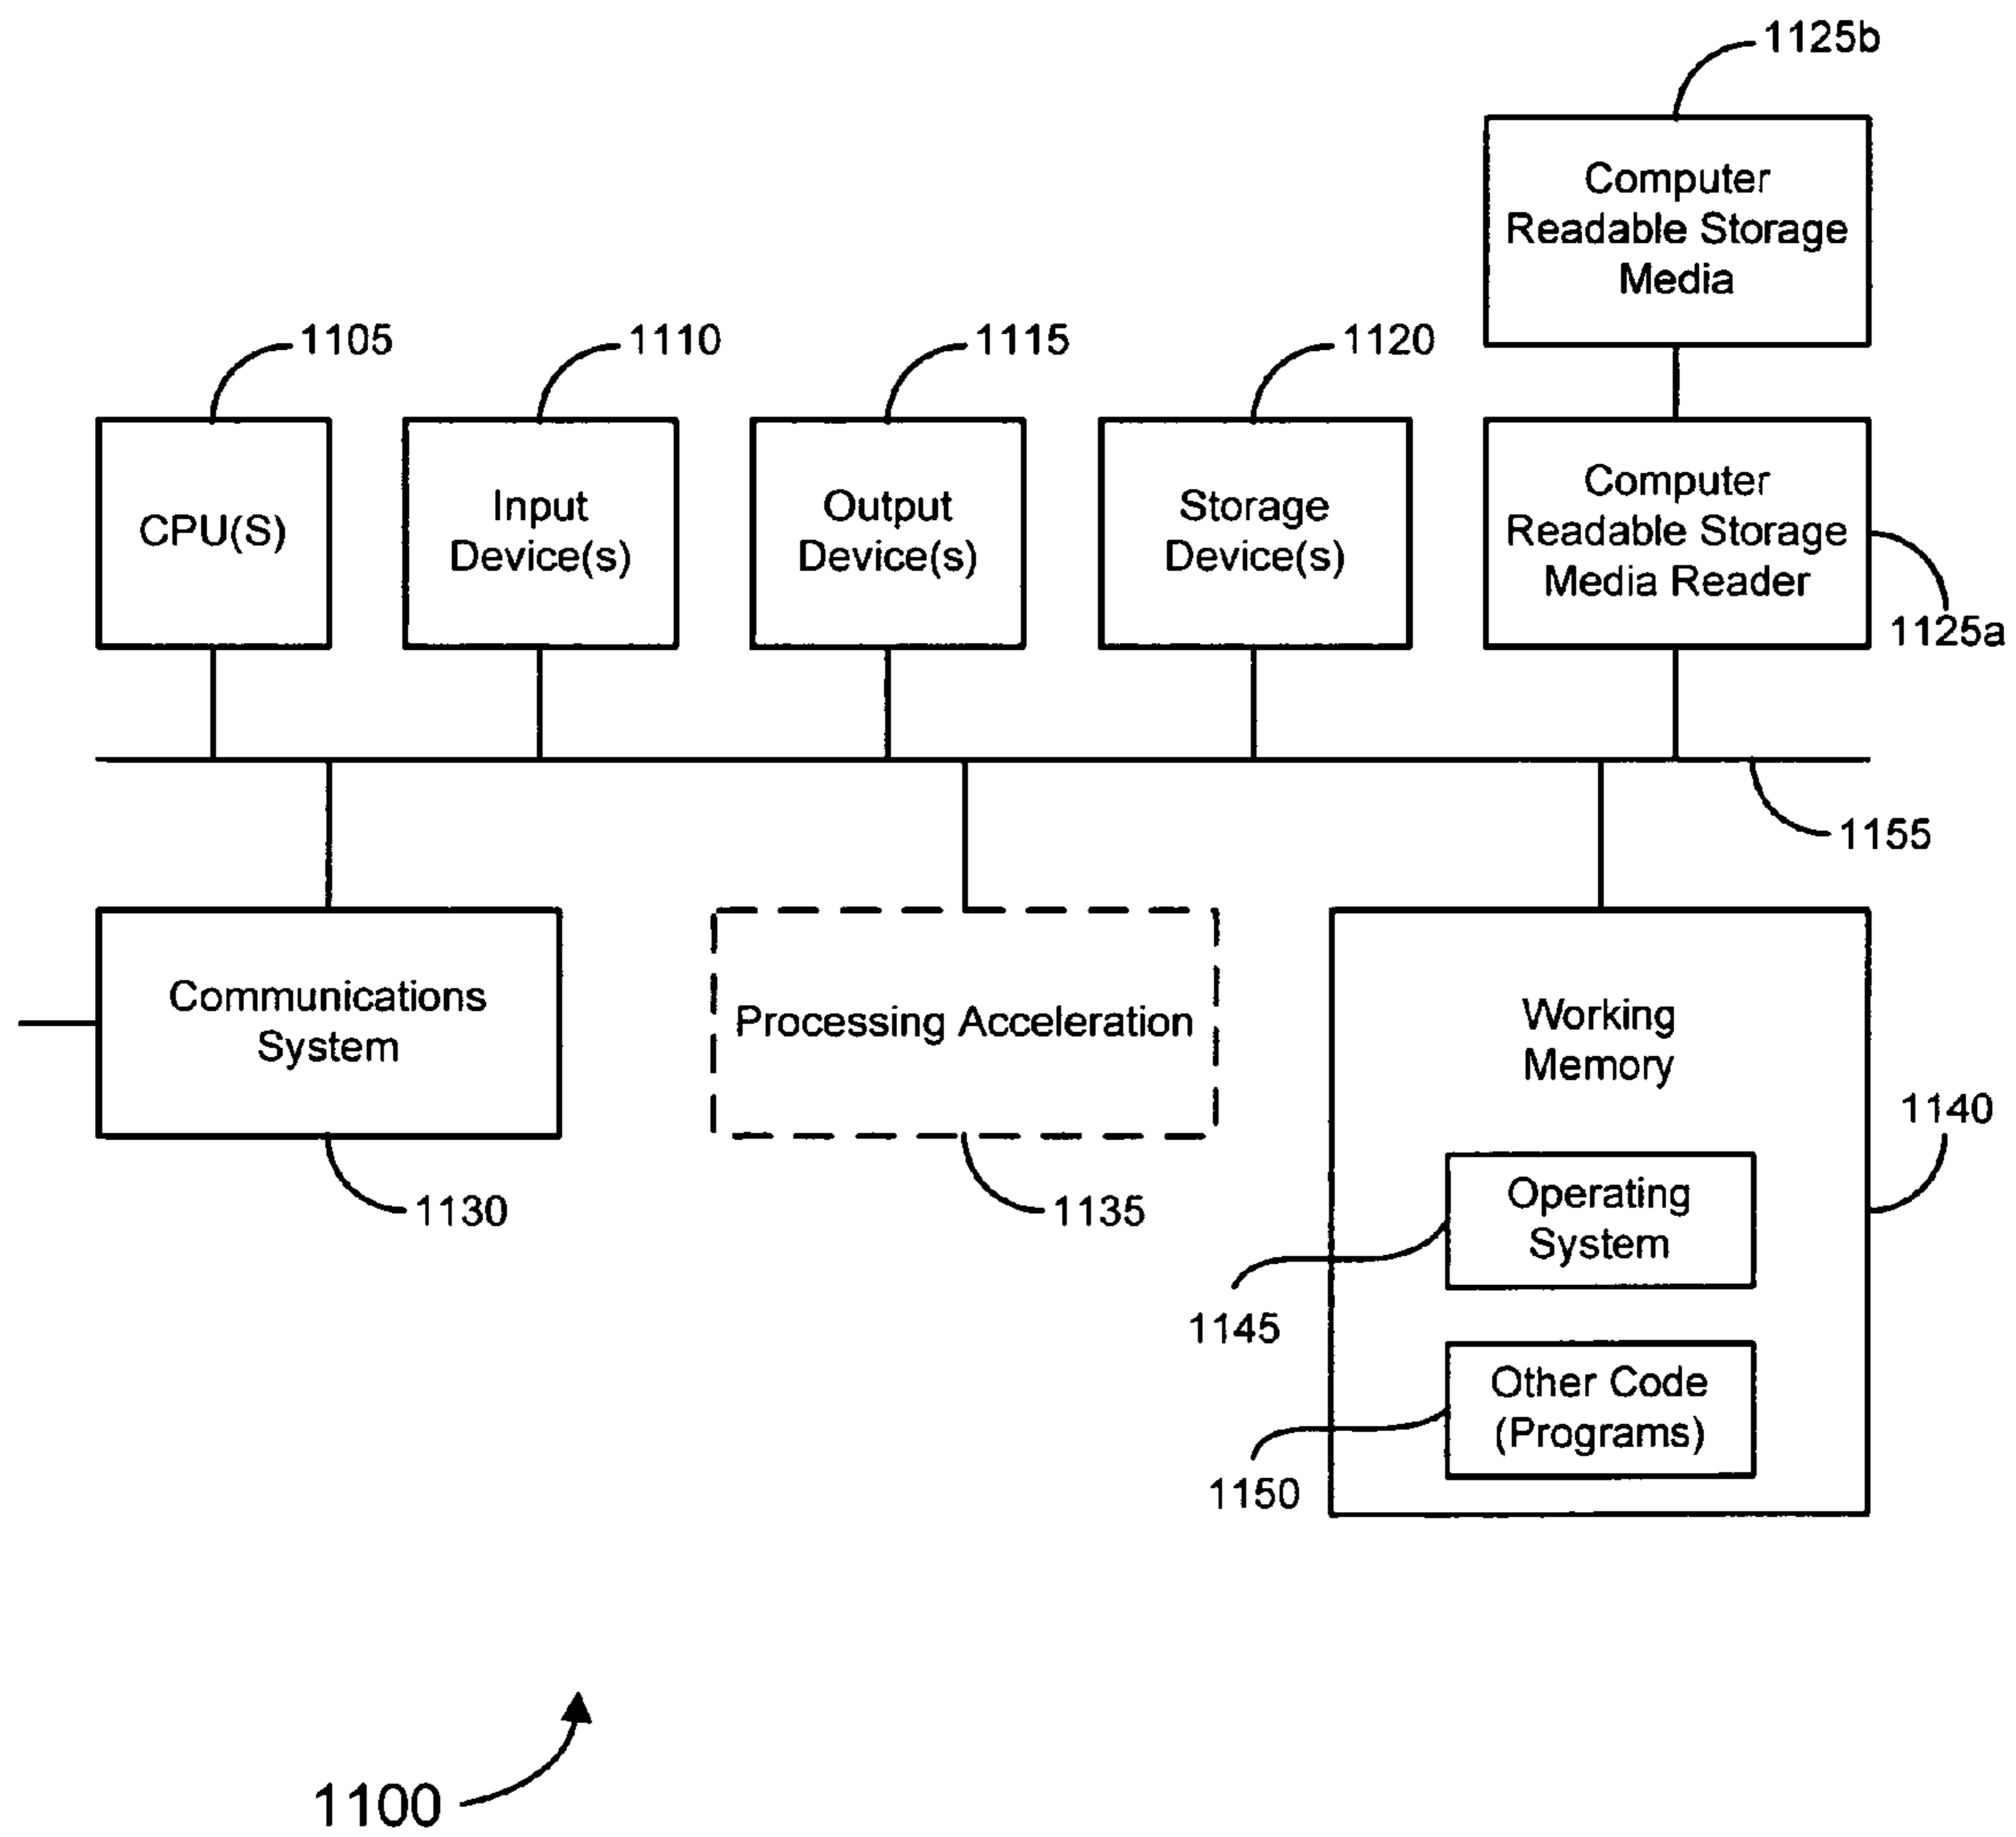 1125b
Computer
Readable Storage
Media
1105
1110
1115
1120
CPU(S)
Input
Device(s)
Output
Device(s)
Storage
Device(s)
Computer
Readable Storage
Media Reader
1125a
1155
Communications
System
Processing Acceleration
Working
Memory
1140
1130
1135
Operating
System
1145
Other Code
(Programs)
1150
1100